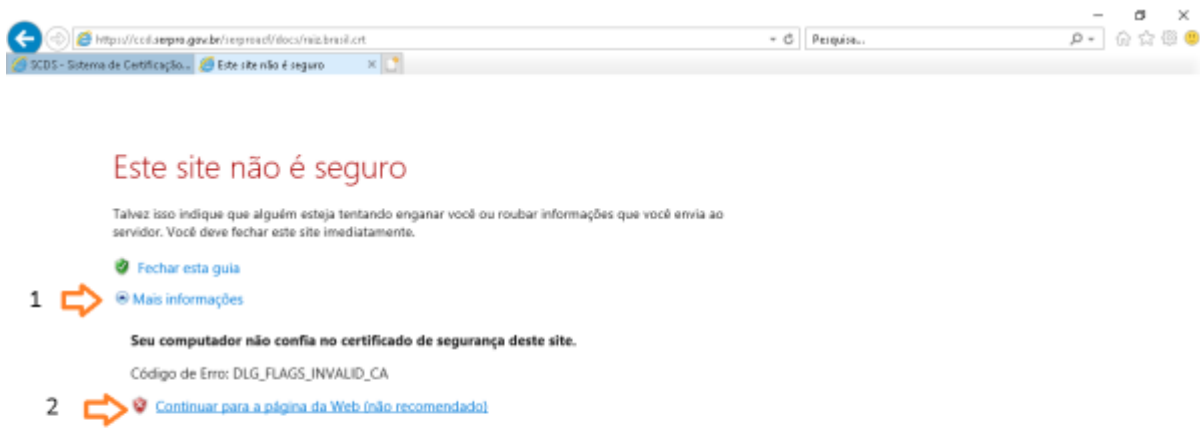 https://ccd.serpro.gov.br/serproacf/docs/raiz.brasil.crt
Pesquisa...
SCDS - Sistema de Certificação...
Este site não é seguro
Este site não é seguro
Talvez isso indique que alguém esteja tentando enganar você ou roubar informações que você envia ao
servidor. Você deve fechar este site imediatamente.
Fechar esta guia
1
Mais informações
Seu computador não confia no certificado de segurança deste site.
Código de Erro: DLG_FLAGS_INVALID_CA
2
Continuar para a página da Web (não recomendado)